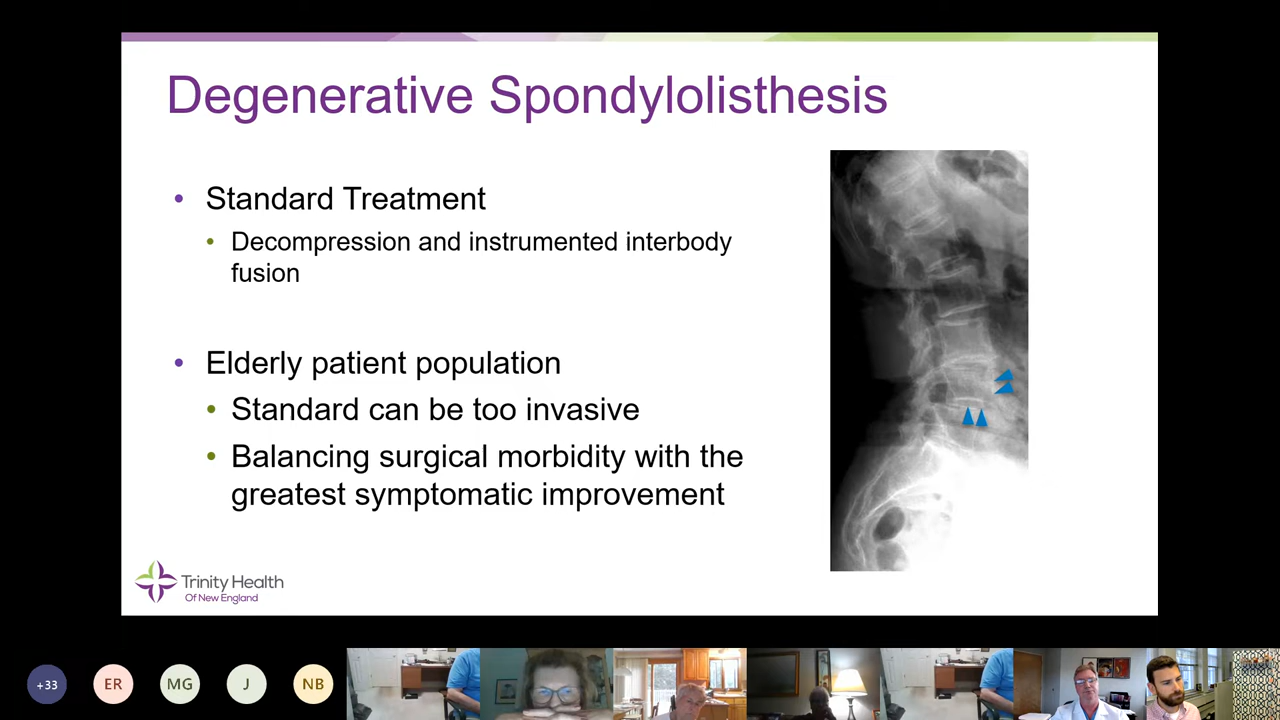 Degenerative Spondylolisthesis
• Standard Treatment
• Decompression and instrumented interbody
fusion
• Elderly patient population
• Standard can be too invasive
• Balancing surgical morbidity with the
greatest symptomatic improvement
Trinity Health
Of New England
+33
ER
MG
J
NB